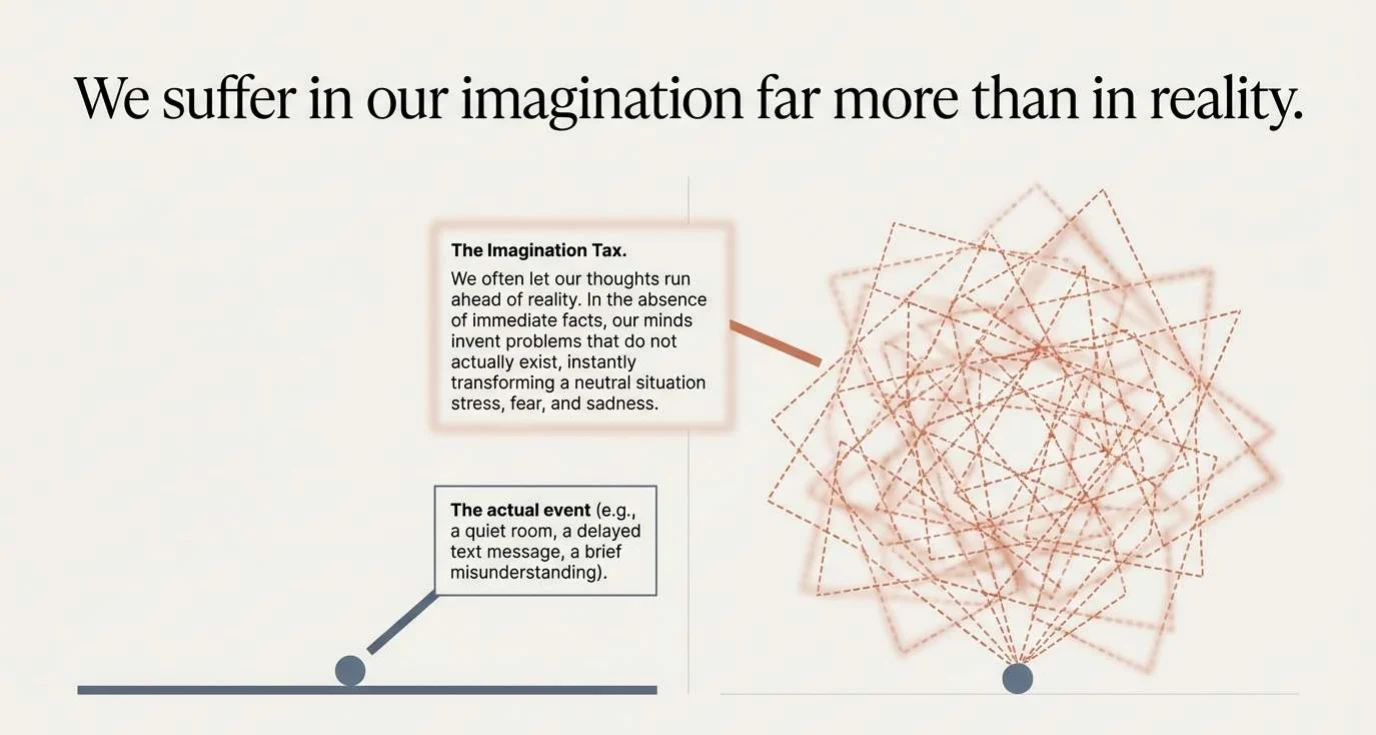 We suffer in our imagination far more than in reality.
The Imagination Tax.
We often let our thoughts run
ahead of reality. In the absence
of immediate facts, our minds
invent problems that do not
actually exist, instantly
transforming a neutral situation
stress, fear, and sadness.
The actual event (e.g.,
a quiet room, a delayed
text message, a brief
misunderstanding).